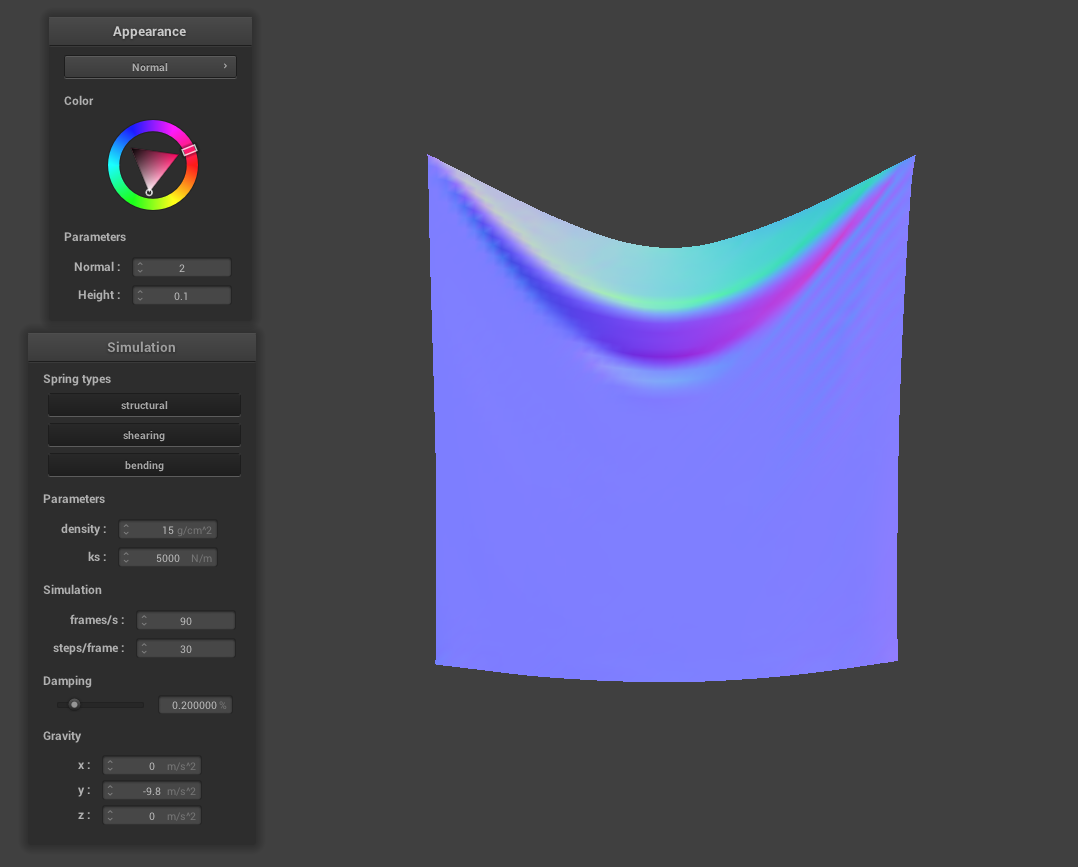 Appearance
Normal ›
Color
Parameters
Normal : 2
Height : 0.1
Simulation
Spring types
structural
shearing
bending
Parameters
density : 15 g/cm^2
ks : 5000 N/m
Simulation
frames/s : 90
steps/frame : 30
Damping
0.200000 %
Gravity
x : 0 m/s^2
y : -9.8 m/s^2
z : 0 m/s^2